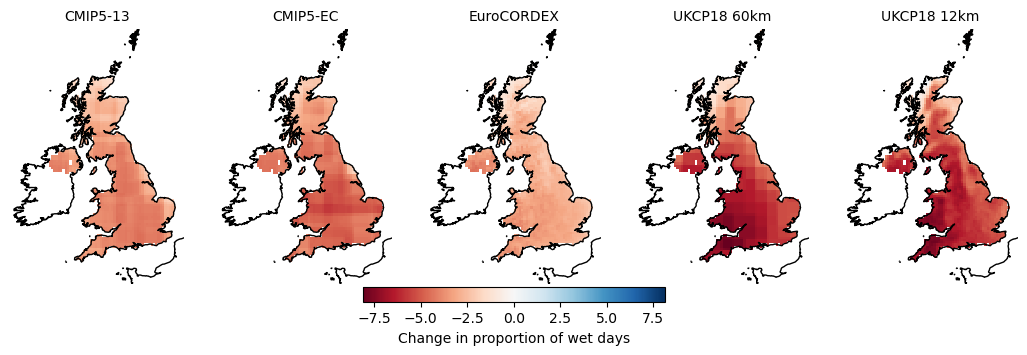 CMIP5-13 CMIP5-EC EuroCORDEX UKCP18 60km UKCP18 12km
−7.5 −5.0 −2.5 0.0 2.5 5.0 7.5
Change in proportion of wet days